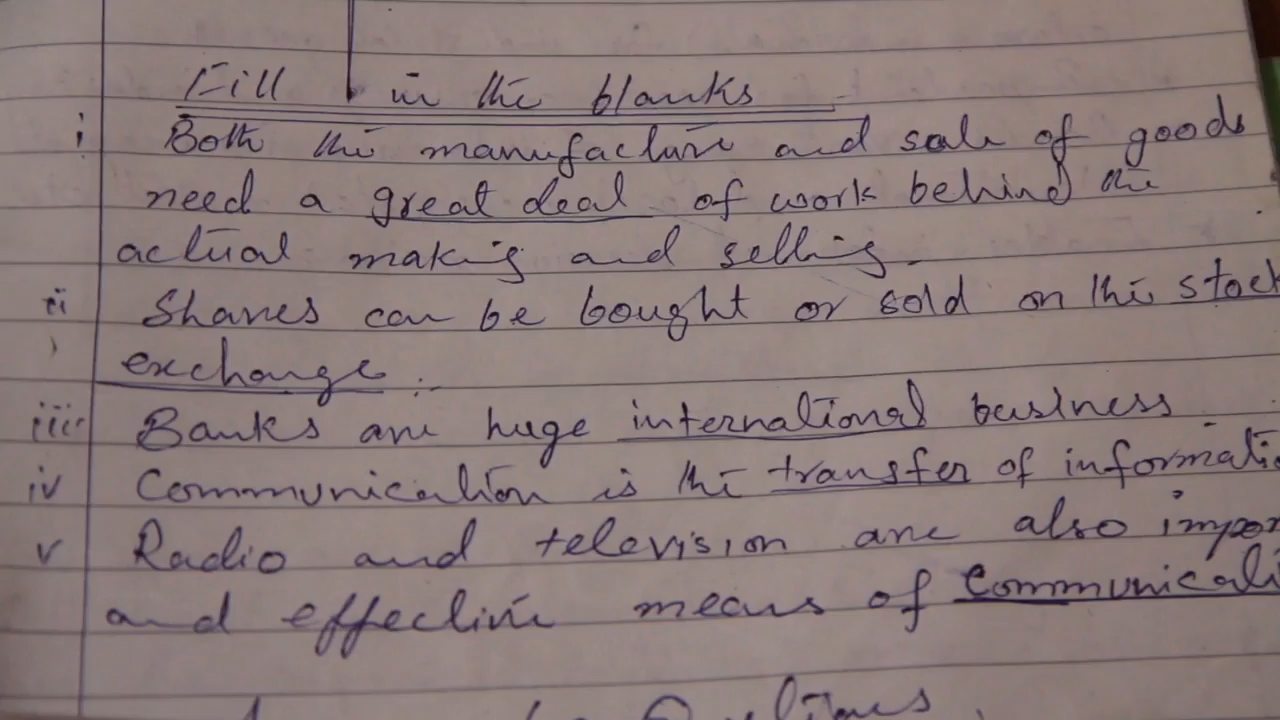 Fill in the blanks
i Both the manufacture and sale of goods
need a great deal of work behind the
actual making and selling.
ii Shares can be bought or sold on the stock
exchange.
iii Banks are huge international business
iv Communication is the transfer of informatio
v Radio and television are also impor
and effective means of communicati